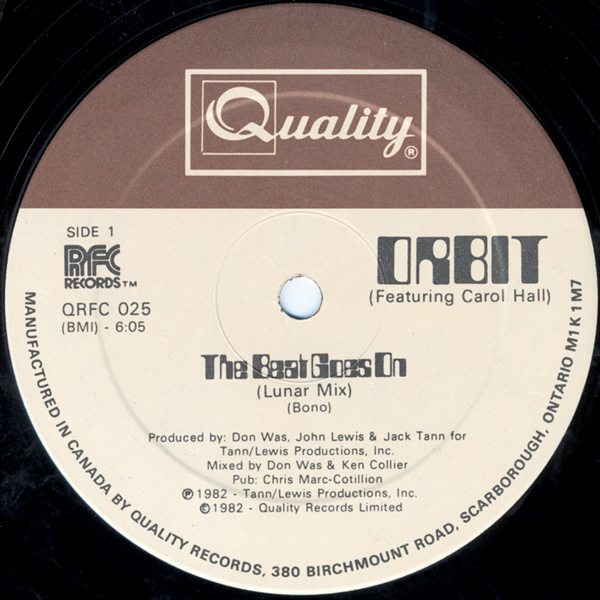 Quality®
SIDE 1
RFC
RECORDS™
QRFC 025
(BMI) - 6:05
ORBIT
(Featuring Carol Hall)
The Beat Goes On
(Lunar Mix)
(Bono)
Produced by: Don Was, John Lewis & Jack Tann for
Tann/Lewis Productions, Inc.
Mixed by Don Was & Ken Collier
Pub: Chris Marc-Cotillion
℗1982 - Tann/Lewis Productions, Inc.
©1982 - Quality Records Limited
MANUFACTURED IN CANADA BY QUALITY RECORDS, 380 BIRCHMOUNT ROAD, SCARBOROUGH, ONTARIO M1K 1M7